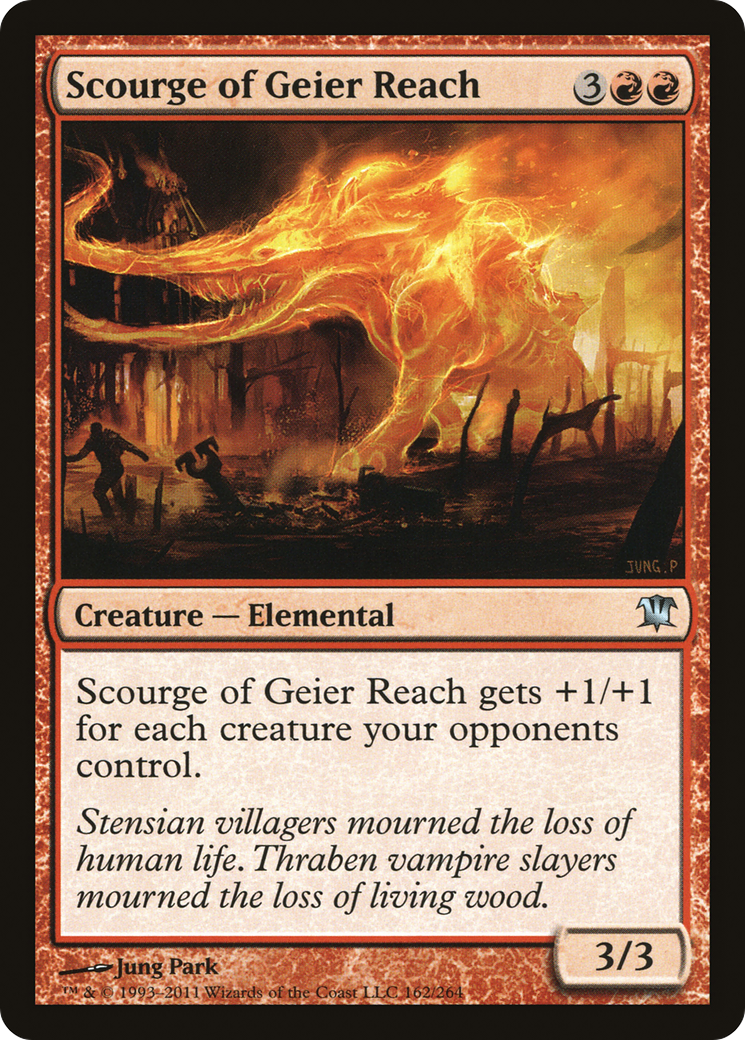 Scourge of Geier Reach 3
JUNG.P
Creature — Elemental
Scourge of Geier Reach gets +1/+1
for each creature your opponents
control.
Stensian villagers mourned the loss of
human life. Thraben vampire slayers
mourned the loss of living wood.
3/3
Jung Park
™ & © 1993–2011 Wizards of the Coast LLC 162/264